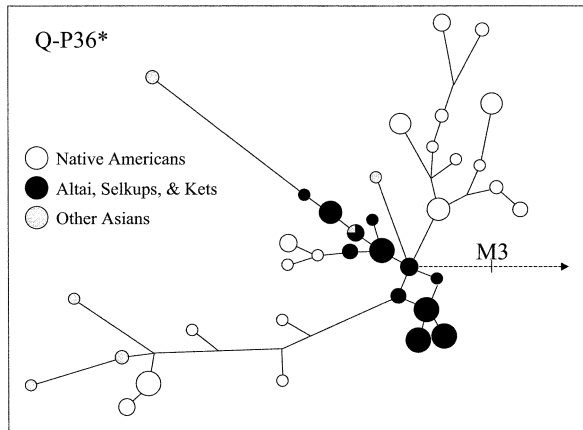 Q-P36*
Native Americans
Altai, Selkups, & Kets
Other Asians
M3